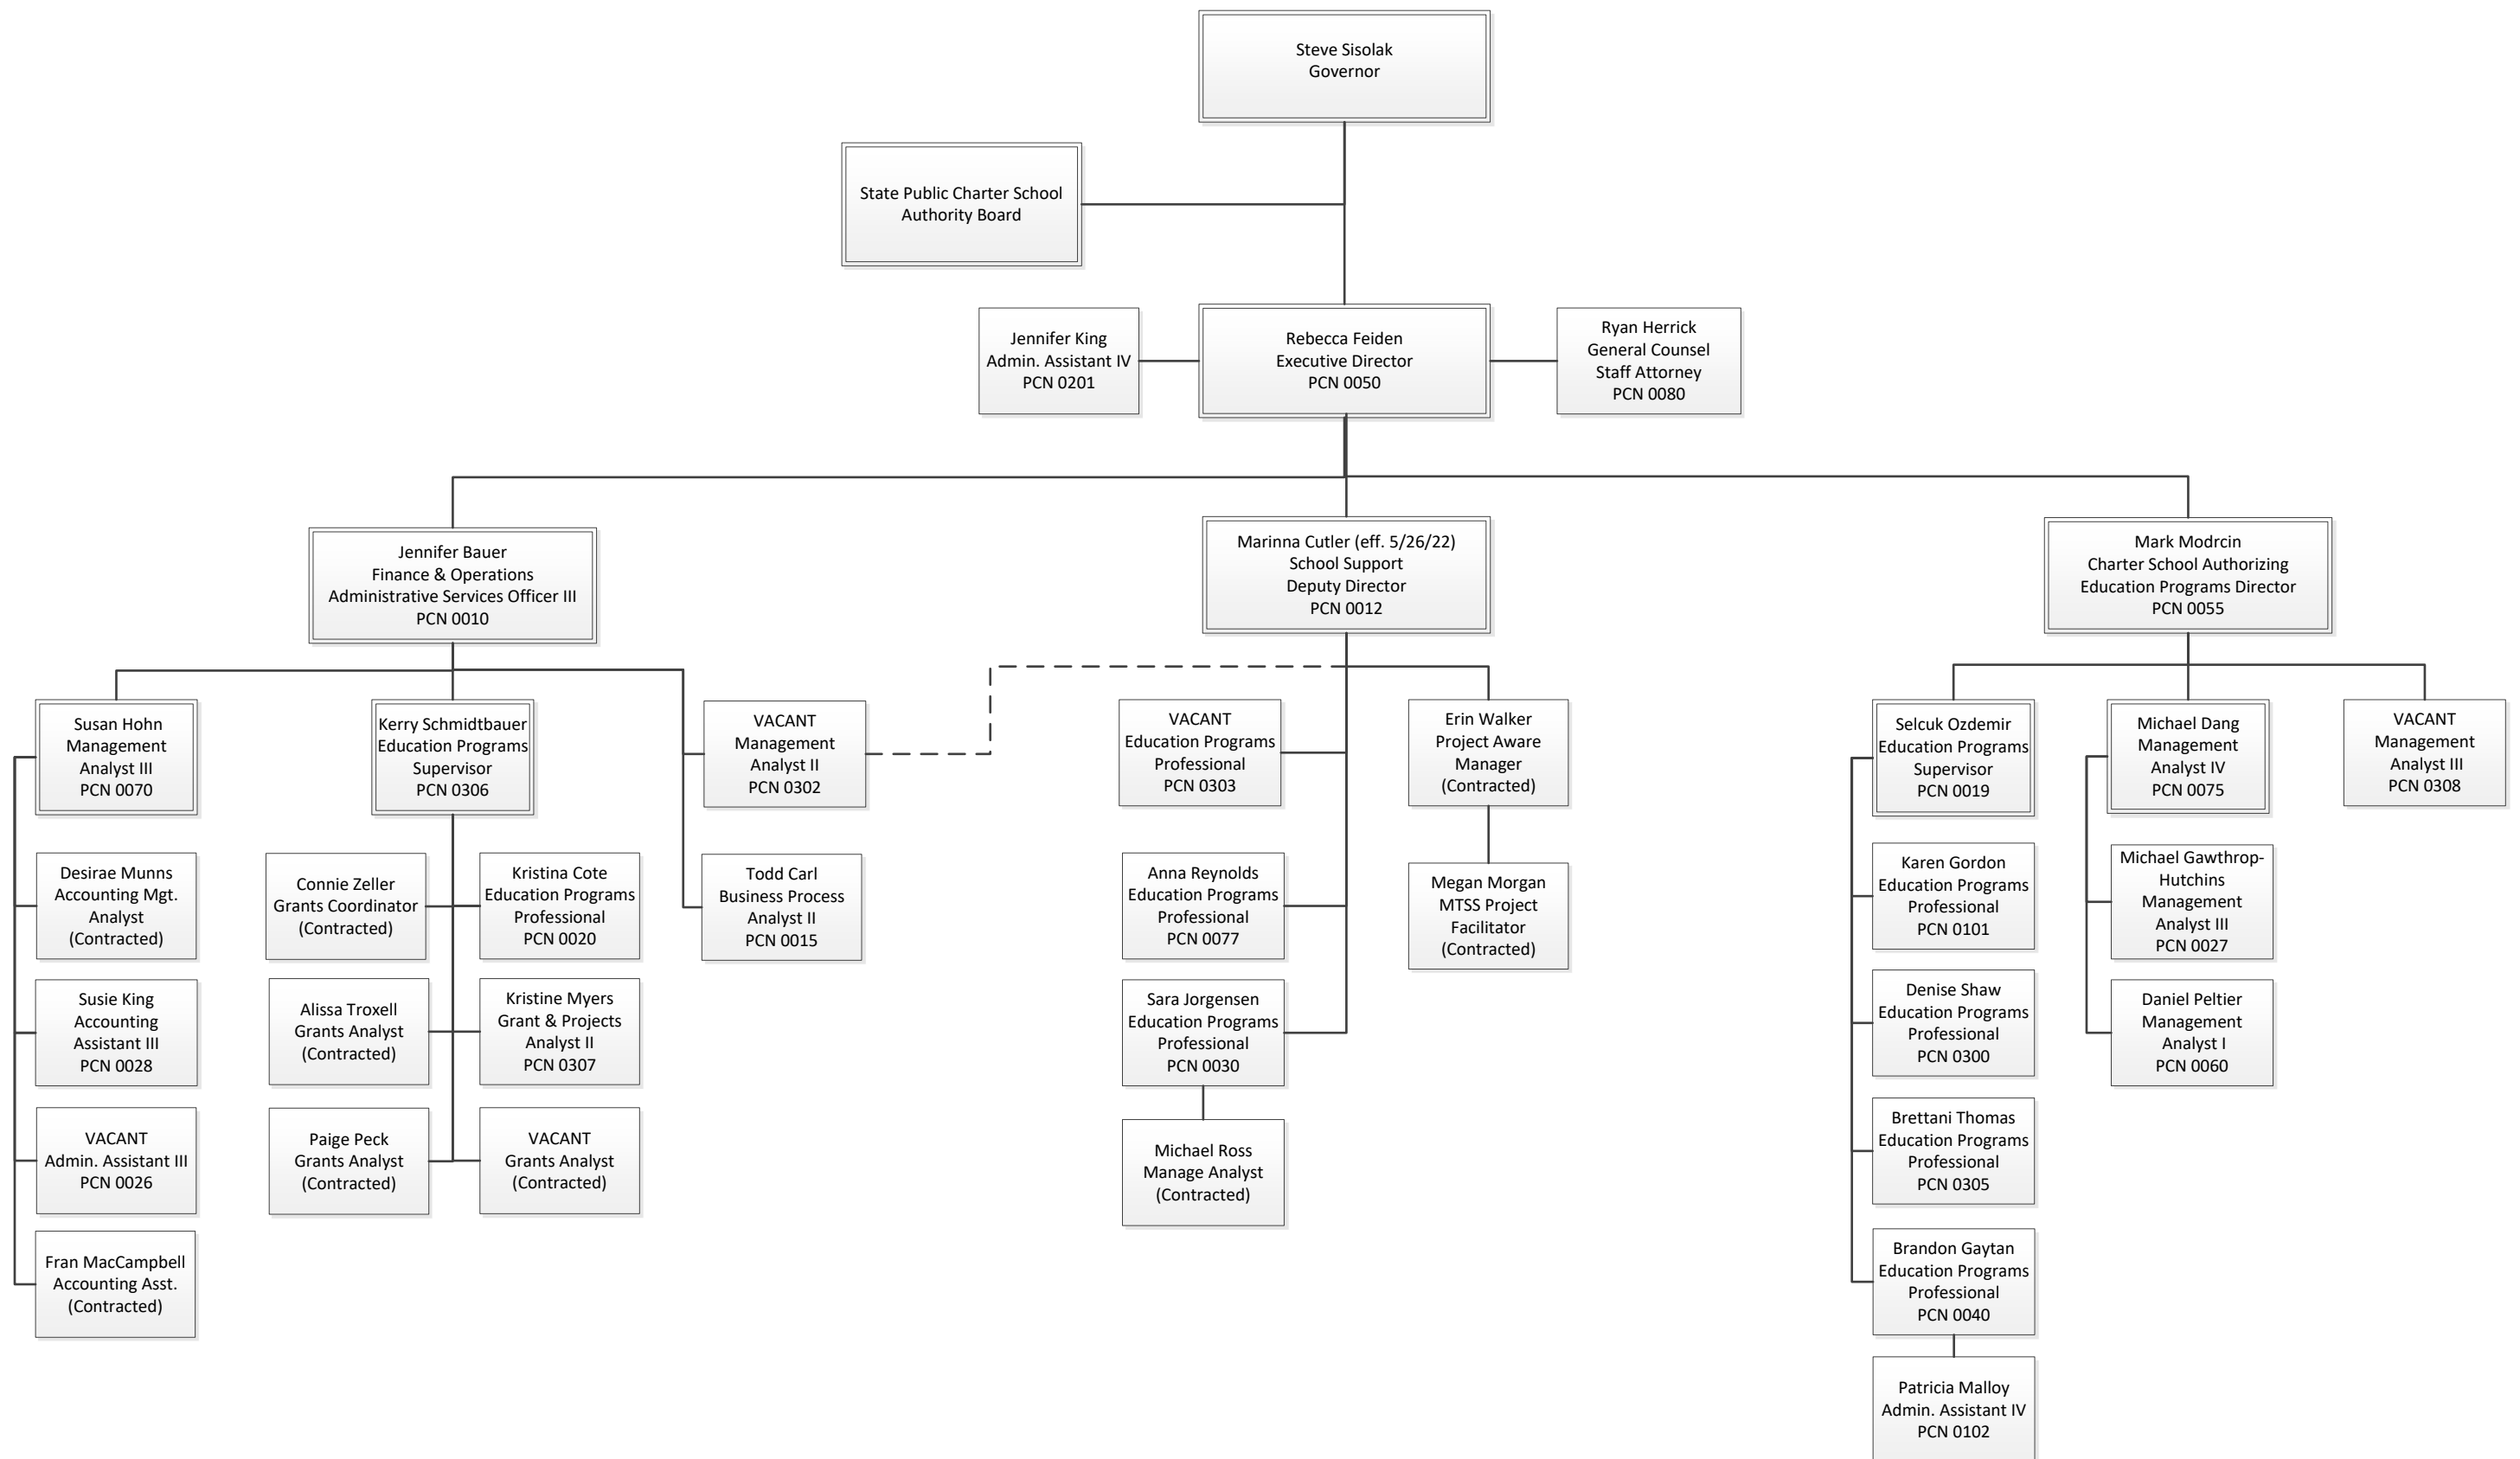 Steve Sisolak
Governor
State Public Charter School
Authority Board
Jennifer King
Admin. Assistant IV
PCN 0201
Rebecca Feiden
Executive Director
PCN 0050
Ryan Herrick
General Counsel
Staff Attorney
PCN 0080
Jennifer Bauer
Finance & Operations
Administrative Services Officer III
PCN 0010
Marinna Cutler (eff. 5/26/22)
School Support
Deputy Director
PCN 0012
Mark Modrcin
Charter School Authorizing
Education Programs Director
PCN 0055
Susan Hohn
Management
Analyst III
PCN 0070
Kerry Schmidtbauer
Education Programs
Supervisor
PCN 0306
VACANT
Management
Analyst II
PCN 0302
VACANT
Education Programs
Professional
PCN 0303
Erin Walker
Project Aware
Manager
(Contracted)
Selcuk Ozdemir
Education Programs
Supervisor
PCN 0019
Michael Dang
Management
Analyst IV
PCN 0075
VACANT
Management
Analyst III
PCN 0308
Desirae Munns
Accounting Mgt.
Analyst
(Contracted)
Connie Zeller
Grants Coordinator
(Contracted)
Kristina Cote
Education Programs
Professional
PCN 0020
Todd Carl
Business Process
Analyst II
PCN 0015
Anna Reynolds
Education Programs
Professional
PCN 0077
Megan Morgan
MTSS Project
Facilitator
(Contracted)
Karen Gordon
Education Programs
Professional
PCN 0101
Michael Gawthrop-
Hutchins
Management
Analyst III
PCN 0027
Susie King
Accounting
Assistant III
PCN 0028
Alissa Troxell
Grants Analyst
(Contracted)
Kristine Myers
Grant & Projects
Analyst II
PCN 0307
Sara Jorgensen
Education Programs
Professional
PCN 0030
Denise Shaw
Education Programs
Professional
PCN 0300
Daniel Peltier
Management
Analyst I
PCN 0060
VACANT
Admin. Assistant III
PCN 0026
Paige Peck
Grants Analyst
(Contracted)
VACANT
Grants Analyst
(Contracted)
Michael Ross
Manage Analyst
(Contracted)
Brettani Thomas
Education Programs
Professional
PCN 0305
Fran MacCampbell
Accounting Asst.
(Contracted)
Brandon Gaytan
Education Programs
Professional
PCN 0040
Patricia Malloy
Admin. Assistant IV
PCN 0102